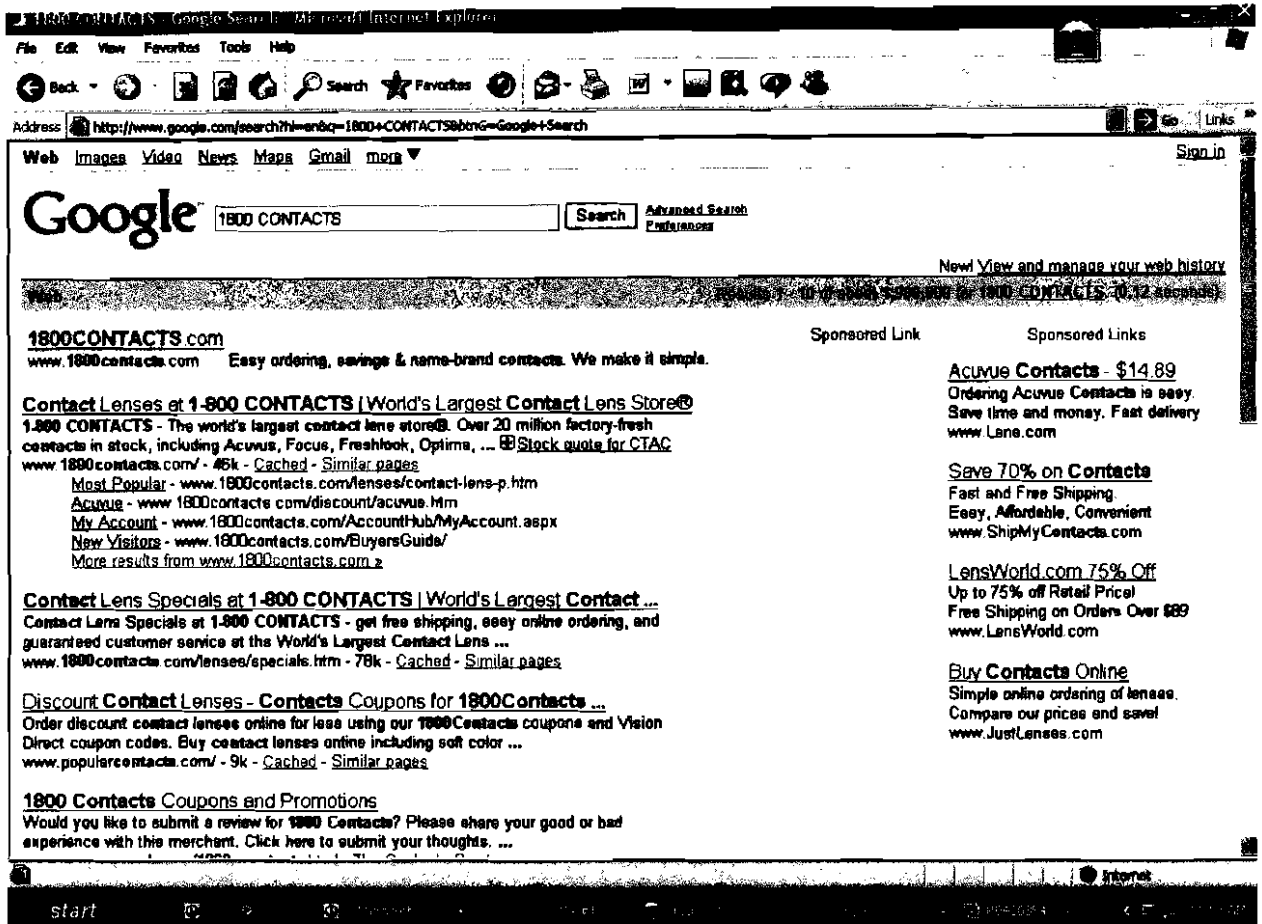 1800 CONTACTS - Google Search - Microsoft Internet Explorer
File Edit View Favorites Tools Help
Back Search Favorites
Address http://www.google.com/search?hl=en&q=1800+CONTACTS&btnG=Google+Search Go Links »
Web Images Video News Maps Gmail more ▼ Sign in
Google 1800 CONTACTS Search Advanced Search
Preferences
New! View and manage your web history
Web Results 1 - 10 of about for 1800 CONTACTS. (0.12 seconds)
1800CONTACTS.com Sponsored Link
www.1800contacts.com Easy ordering, savings & name-brand contacts. We make it simple.
Contact Lenses at 1-800 CONTACTS | World's Largest Contact Lens Store®
1-800 CONTACTS - The world's largest contact lens store®. Over 20 million factory-fresh
contacts in stock, including Acuvue, Focus, Freshlook, Optima, ... Stock quote for CTAC
www.1800contacts.com/ - 45k - Cached - Similar pages
Most Popular - www.1800contacts.com/lenses/contact-lens-p.htm
Acuvue - www.1800contacts.com/discount/acuvue.htm
My Account - www.1800contacts.com/AccountHub/MyAccount.aspx
New Visitors - www.1800contacts.com/BuyersGuide/
More results from www.1800contacts.com »
Contact Lens Specials at 1-800 CONTACTS | World's Largest Contact ...
Contact Lens Specials at 1-800 CONTACTS - get free shipping, easy online ordering, and
guaranteed customer service at the World's Largest Contact Lens ...
www.1800contacts.com/lenses/specials.htm - 78k - Cached - Similar pages
Discount Contact Lenses - Contacts Coupons for 1800Contacts ...
Order discount contact lenses online for less using our 1800Contacts coupons and Vision
Direct coupon codes. Buy contact lenses online including soft color ...
www.popularcontacts.com/ - 9k - Cached - Similar pages
1800 Contacts Coupons and Promotions
Would you like to submit a review for 1800 Contacts? Please share your good or bad
experience with this merchant. Click here to submit your thoughts. ...
Sponsored Links
Acuvue Contacts - $14.89
Ordering Acuvue Contacts is easy.
Save time and money. Fast delivery
www.Lens.com
Save 70% on Contacts
Fast and Free Shipping.
Easy, Affordable, Convenient
www.ShipMyContacts.com
LensWorld.com 75% Off
Up to 75% off Retail Price!
Free Shipping on Orders Over $89
www.LensWorld.com
Buy Contacts Online
Simple online ordering of lenses.
Compare our prices and save!
www.JustLenses.com
Internet
start